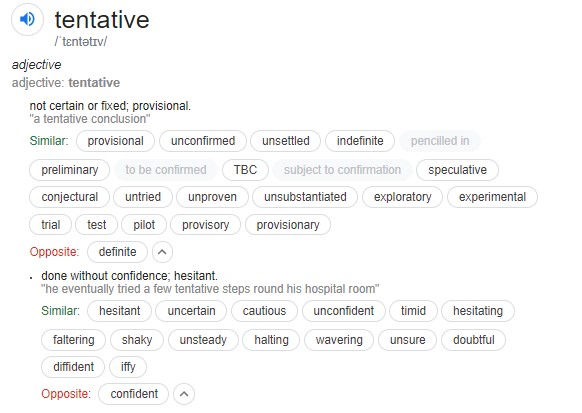 tentative
/ˈtɛntətɪv/
adjective
adjective: tentative
not certain or fixed; provisional.
"a tentative conclusion"
Similar: provisional unconfirmed unsettled indefinite pencilled in
preliminary to be confirmed TBC subject to confirmation speculative
conjectural untried unproven unsubstantiated exploratory experimental
trial test pilot provisory provisionary
Opposite: definite
• done without confidence; hesitant.
"he eventually tried a few tentative steps round his hospital room"
Similar: hesitant uncertain cautious unconfident timid hesitating
faltering shaky unsteady halting wavering unsure doubtful
diffident iffy
Opposite: confident